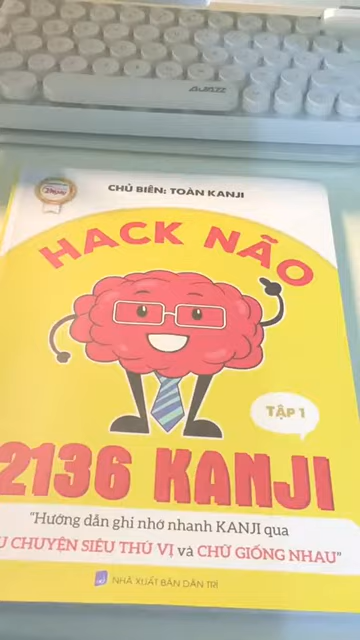 AJAZZ
CHỦ BIÊN: TOÀN KANJI
HACK NÃO
TẬP 1
2136 KANJI
"Hướng dẫn ghi nhớ nhanh KANJI qua
CHUYỆN SIÊU THÚ VỊ và CHỮ GIỐNG NHAU"
NHÀ XUẤT BẢN DÂN TRÍ